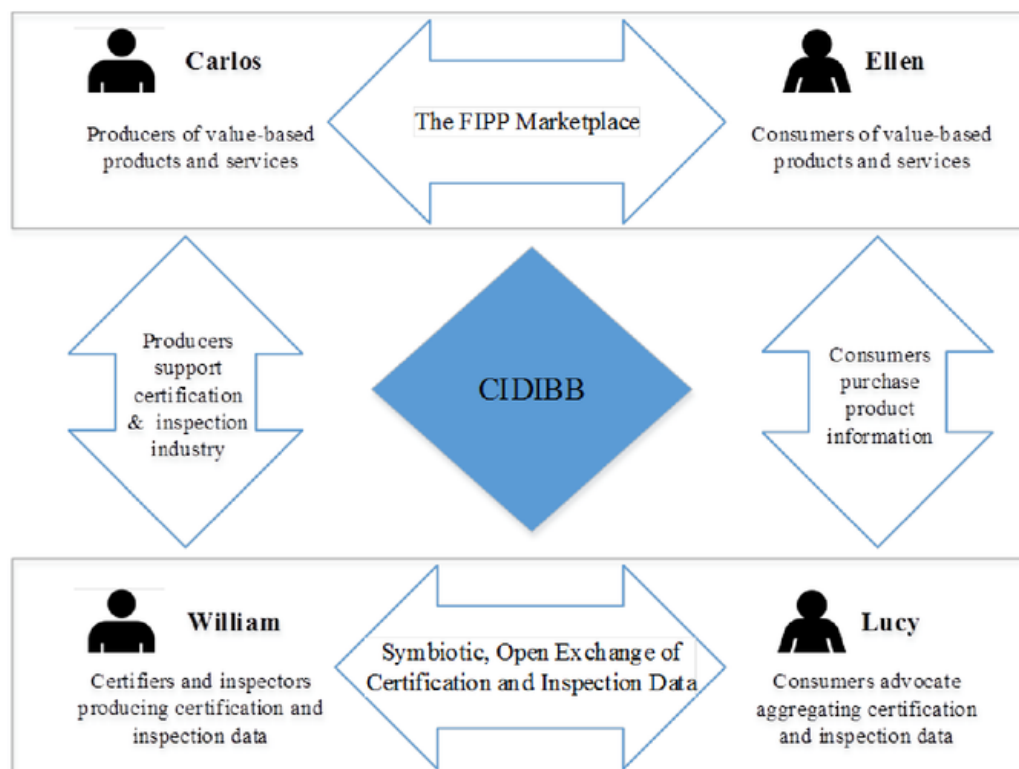 Carlos
Producers of value-based
products and services
The FIPP Marketplace
Ellen
Consumers of value-based
products and services
Producers
support
certification
& inspection
industry
CIDIBB
Consumers
purchase
product
information
William
Certifiers and inspectors
producing certification and
inspection data
Symbiotic, Open Exchange of
Certification and Inspection Data
Lucy
Consumers advocate
aggregating certification
and inspection data